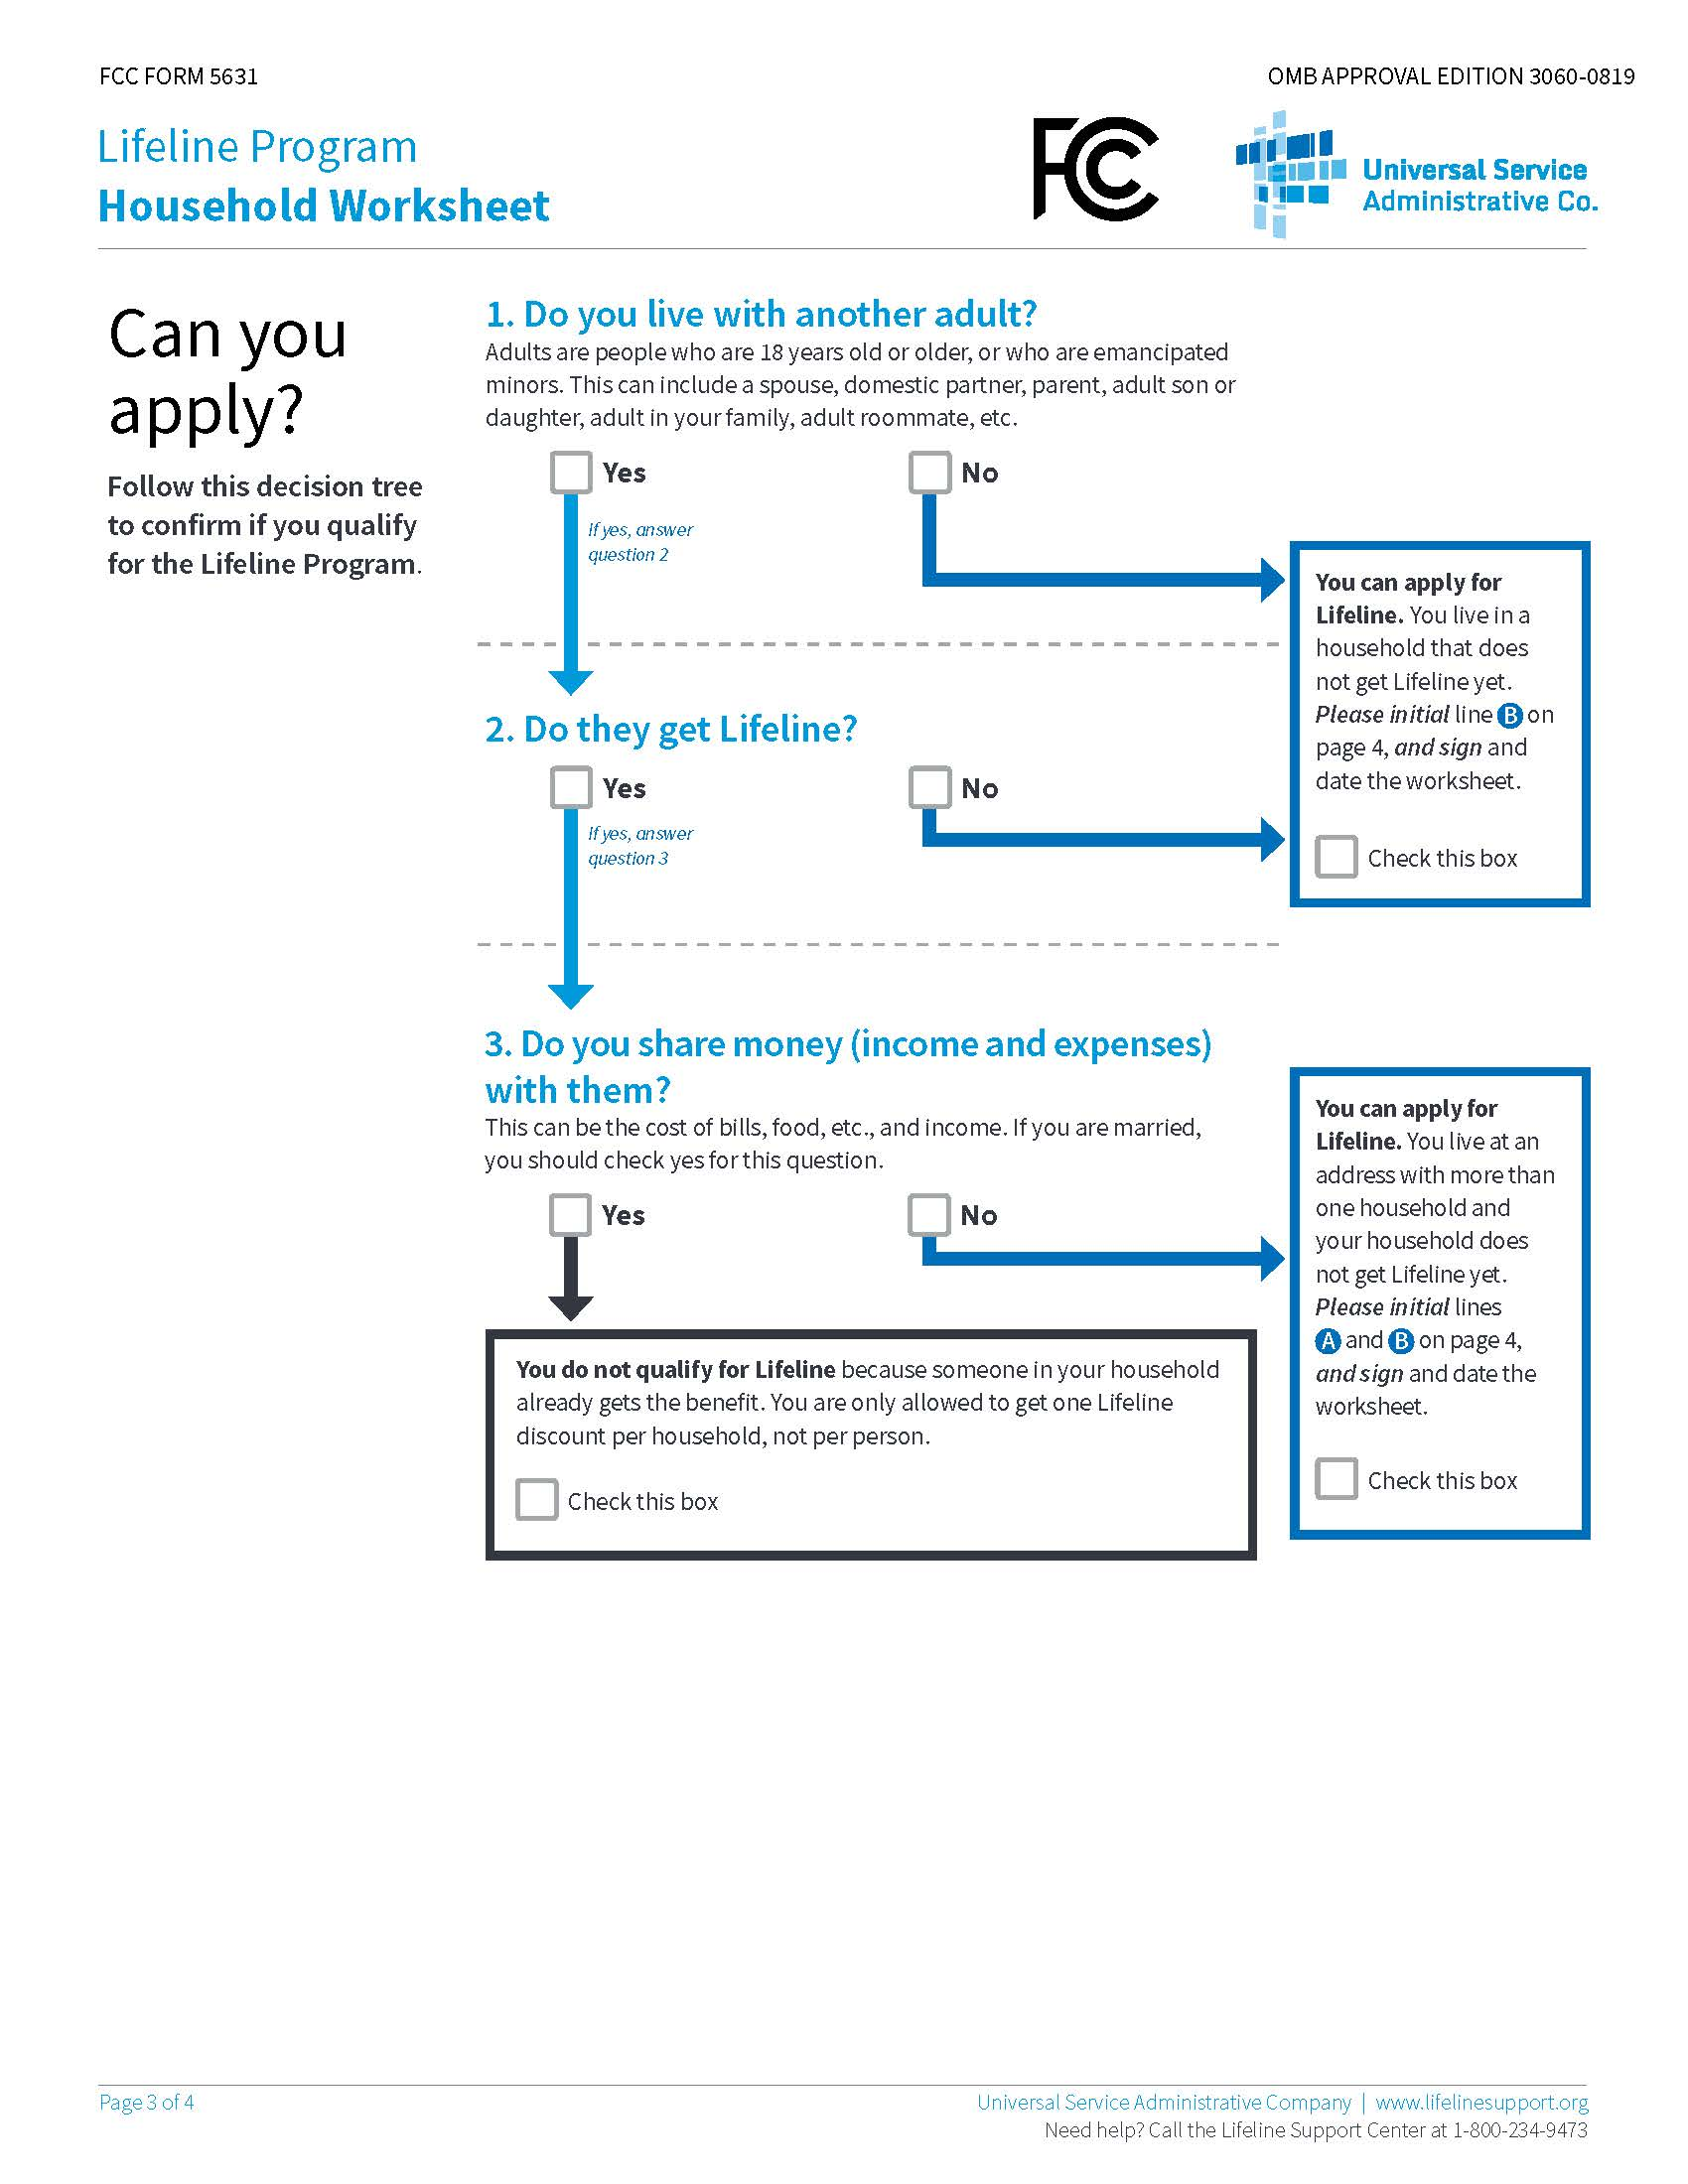 FCC FORM 5631
OMB APPROVAL EDITION 3060-0819
Lifeline Program
Household Worksheet
FCC
Universal Service
Administrative Co.
Can you
apply?
Follow this decision tree
to confirm if you qualify
for the Lifeline Program.
1. Do you live with another adult?
Adults are people who are 18 years old or older, or who are emancipated
minors. This can include a spouse, domestic partner, parent, adult son or
daughter, adult in your family, adult roommate, etc.
Yes
No
If yes, answer
question 2
You can apply for
Lifeline. You live in a
household that does
not get Lifeline yet.
Please initial line B on
page 4, and sign and
date the worksheet.
Check this box
2. Do they get Lifeline?
Yes
No
If yes, answer
question 3
3. Do you share money (income and expenses)
with them?
This can be the cost of bills, food, etc., and income. If you are married,
you should check yes for this question.
Yes
No
You can apply for
Lifeline. You live at an
address with more than
one household and
your household does
not get Lifeline yet.
Please initial lines
A and B on page 4,
and sign and date the
worksheet.
Check this box
You do not qualify for Lifeline because someone in your household
already gets the benefit. You are only allowed to get one Lifeline
discount per household, not per person.
Check this box
Page 3 of 4
Universal Service Administrative Company | www.lifelinesupport.org
Need help? Call the Lifeline Support Center at 1-800-234-9473